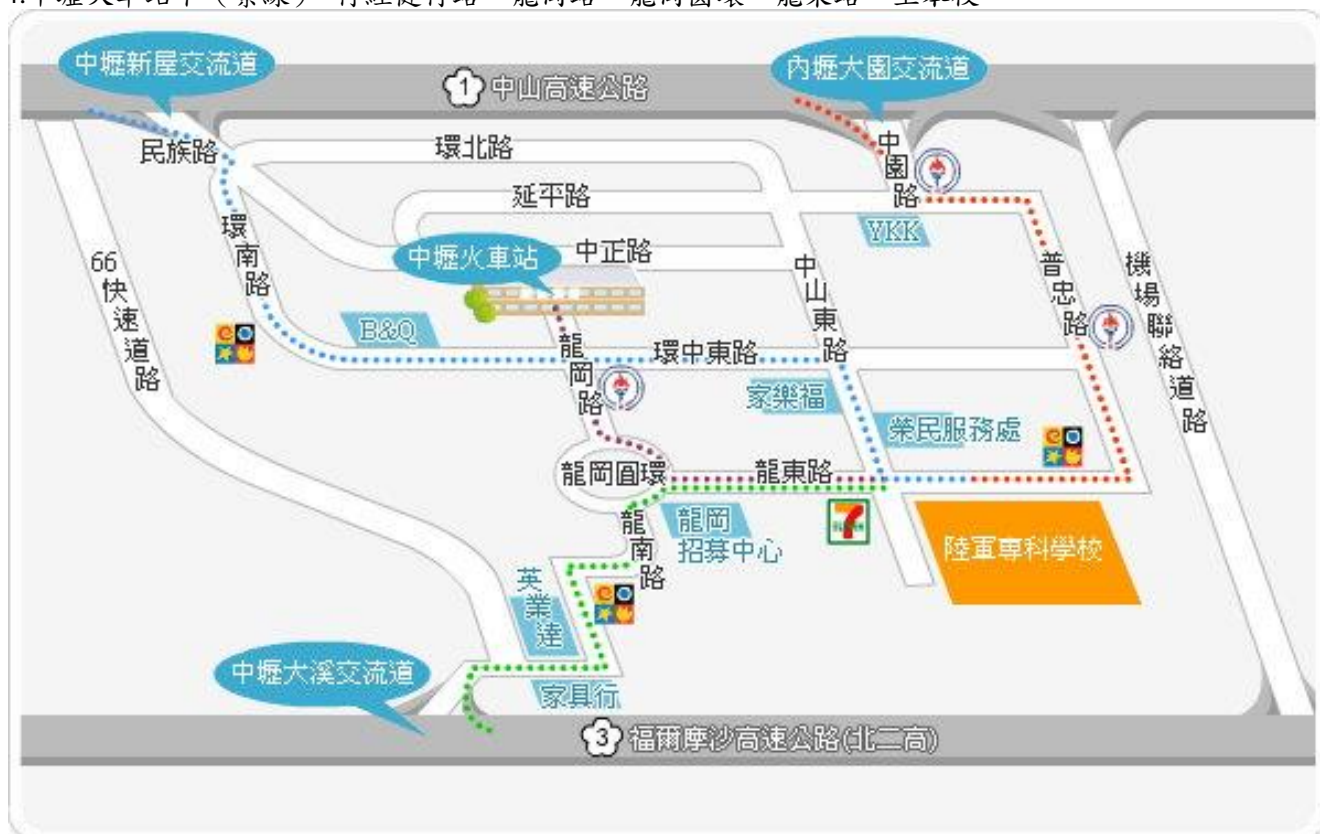 中壢新屋交流道
內壢大園交流道
1 中山高速公路
民族路
環北路
中園路
延平路
YKK
環南路
中壢火車站
中正路
66快速道路
中山東路
普忠路
機場聯絡道路
B&Q
龍岡路
環中東路
家樂福
榮民服務處
龍岡圓環
龍東路
龍岡
招募中心
7
陸軍專科學校
龍南路
英業達
中壢大溪交流道
家具行
3 福爾摩沙高速公路(北二高)